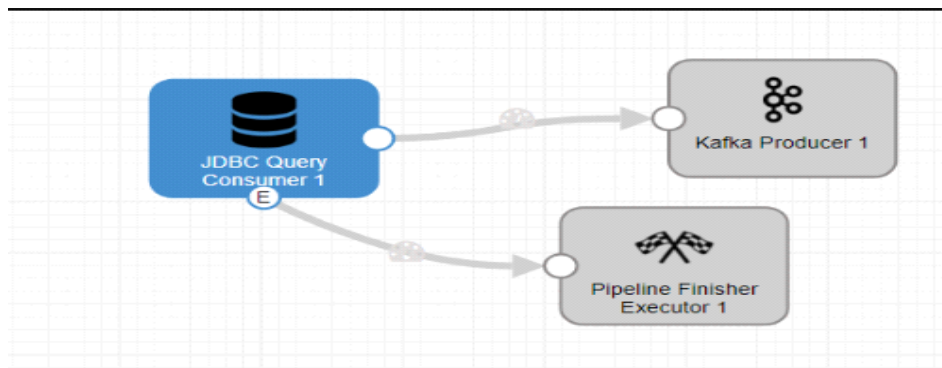 JDBC Query
Consumer 1
E
Kafka Producer 1
Pipeline Finisher
Executor 1